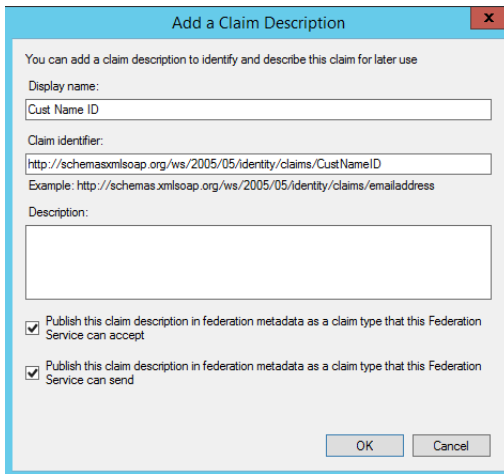 Add a Claim Description
x
You can add a claim description to identify and describe this claim for later use
Display name:
Cust Name ID
Claim identifier:
http://schemasxmlsoap.org/ws/2005/05/identity/claims/CustNameID
Example: http://schemas.xmlsoap.org/ws/2005/05/identity/claims/emailaddress
Description:
Publish this claim description in federation metadata as a claim type that this Federation
Service can accept
Publish this claim description in federation metadata as a claim type that this Federation
Service can send
OK Cancel